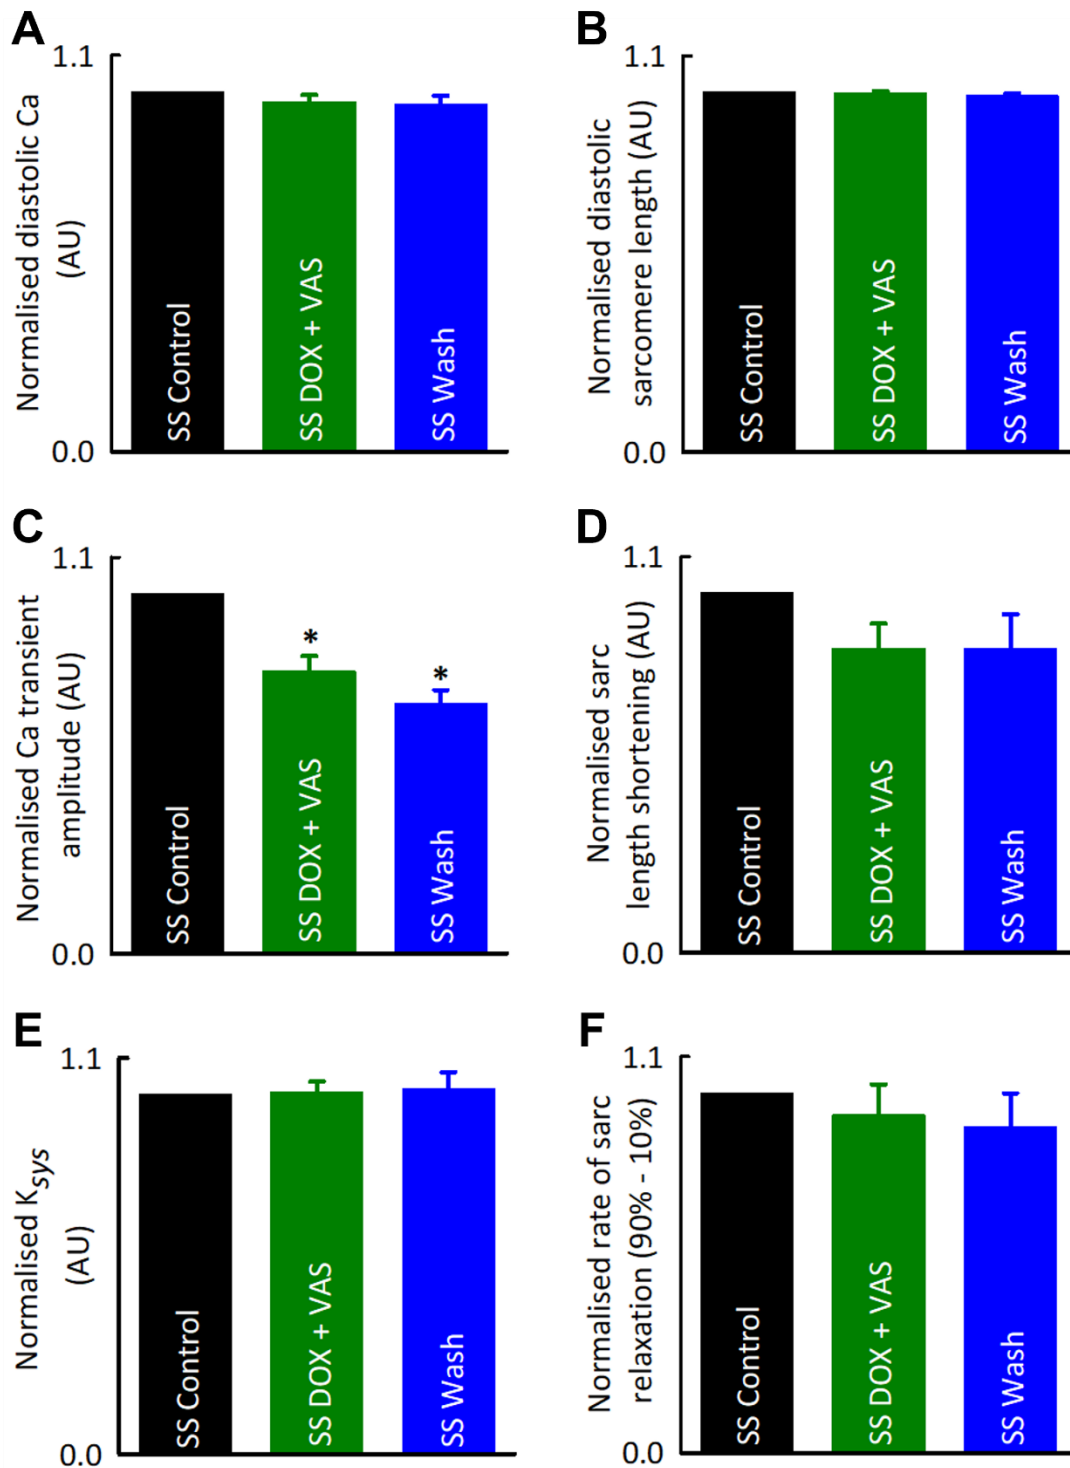 A
1.1
Normalised diastolic Ca
(AU)
0.0
SS Control
SS DOX + VAS
SS Wash
B
1.1
Normalised diastolic
sarcomere length (AU)
0.0
SS Control
SS DOX + VAS
SS Wash
C
1.1
Normalised Ca transient
amplitude (AU)
0.0
SS Control
*
SS DOX + VAS
*
SS Wash
D
1.1
Normalised sarc
length shortening (AU)
0.0
SS Control
SS DOX + VAS
SS Wash
E
1.1
Normalised Ksys
(AU)
0.0
SS Control
SS DOX + VAS
SS Wash
F
1.1
Normalised rate of sarc
relaxation (90% - 10%)
0.0
SS Control
SS DOX + VAS
SS Wash